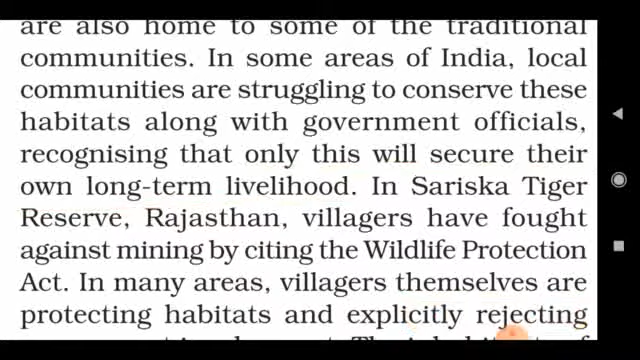 are also home to some of the traditional
communities. In some areas of India, local
communities are struggling to conserve these
habitats along with government officials,
recognising that only this will secure their
own long-term livelihood. In Sariska Tiger
Reserve, Rajasthan, villagers have fought
against mining by citing the Wildlife Protection
Act. In many areas, villagers themselves are
protecting habitats and explicitly rejecting